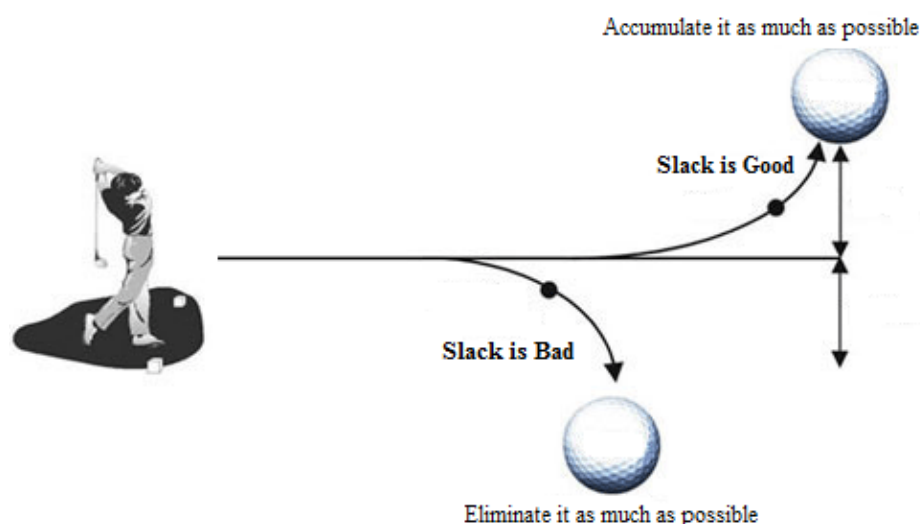 Accumulate it as much as possible
Slack is Good
Slack is Bad
Eliminate it as much as possible